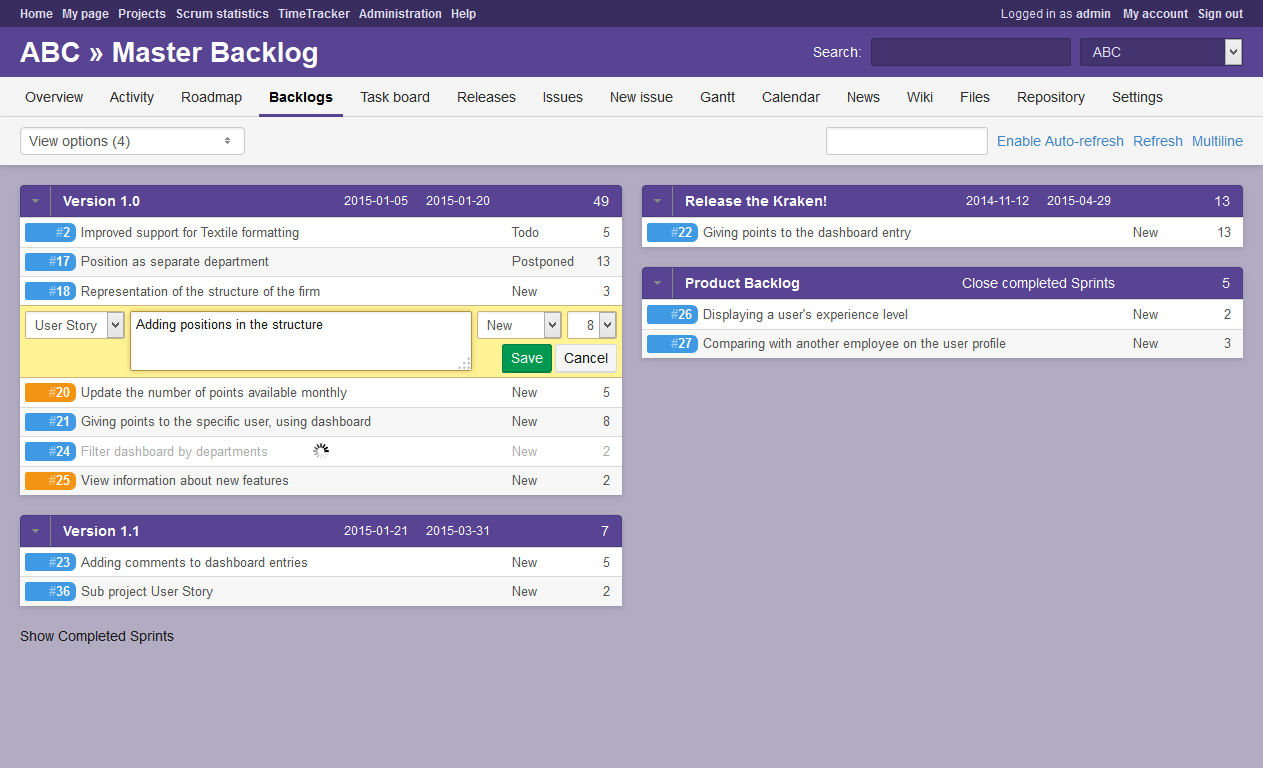 Home My page Projects Scrum statistics TimeTracker Administration Help Logged in as admin My account Sign out
ABC » Master Backlog Search: ABC
Overview Activity Roadmap Backlogs Task board Releases Issues New issue Gantt Calendar News Wiki Files Repository Settings
View options (4) Enable Auto-refresh Refresh Multiline
Version 1.0 2015-01-05 2015-01-20 49
#2 Improved support for Textile formatting Todo 5
#17 Position as separate department Postponed 13
#18 Representation of the structure of the firm New 3
User Story Adding positions in the structure New 8
Save Cancel
#20 Update the number of points available monthly New 5
#21 Giving points to the specific user, using dashboard New 8
#24 Filter dashboard by departments New 2
#25 View information about new features New 2
Version 1.1 2015-01-21 2015-03-31 7
#23 Adding comments to dashboard entries New 5
#36 Sub project User Story New 2
Show Completed Sprints
Release the Kraken! 2014-11-12 2015-04-29 13
#22 Giving points to the dashboard entry New 13
Product Backlog Close completed Sprints 5
#26 Displaying a user's experience level New 2
#27 Comparing with another employee on the user profile New 3